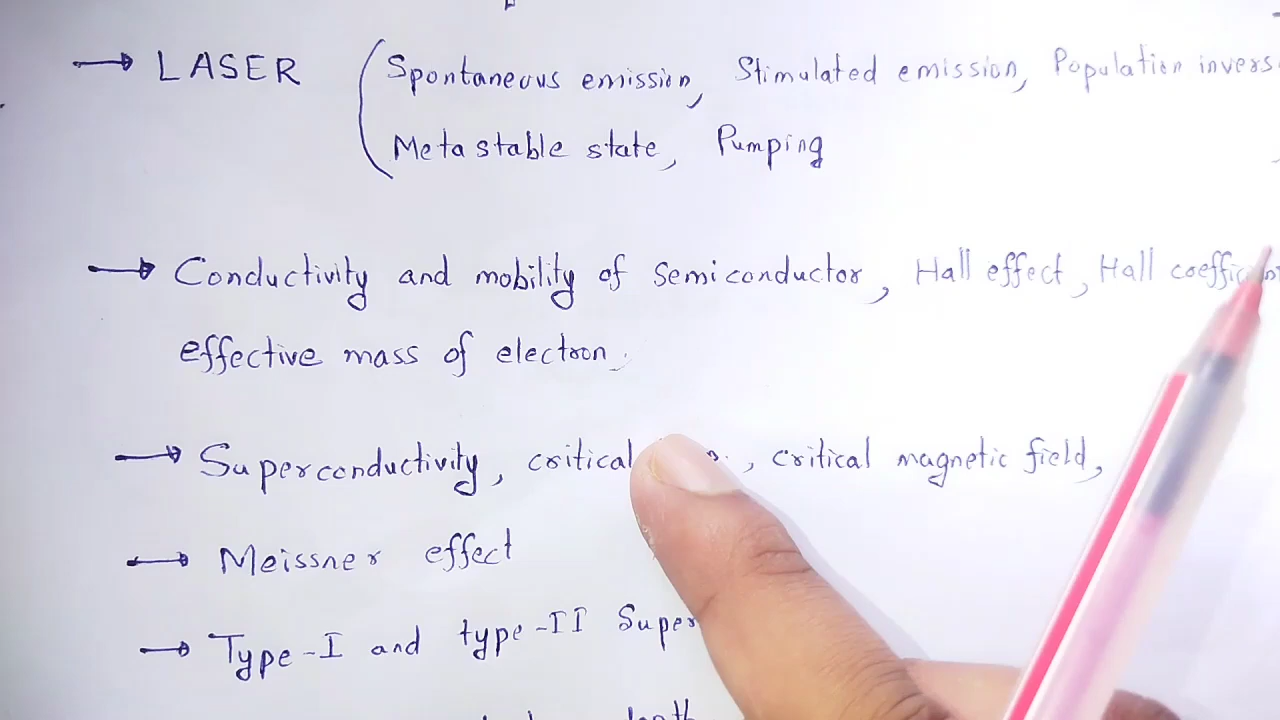 → LASER (Spontaneous emission, Stimulated emission, Population invers
Metastable state, Pumping
→ Conductivity and mobility of Semiconductor, Hall effect, Hall coefficient
effective mass of electron.
→ Superconductivity, critical , critical magnetic field,
→ Meissner effect
→ Type-I and type-II Super